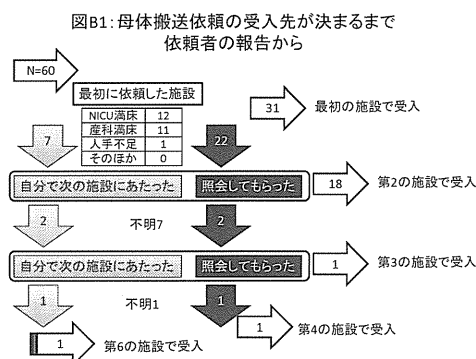 図B1:母体搬送依頼の受入先が決まるまで
依頼者の報告から
N=60
最初に依頼した施設
NICU満床 12
産科満床 11
人手不足 1
そのほか 0
31 最初の施設で受入
7
22
自分で次の施設にあたった 照会してもらった
18 第2の施設で受入
2
不明7
2
自分で次の施設にあたった 照会してもらった
1 第3の施設で受入
1
不明1
1
1 第4の施設で受入
1 第6の施設で受入